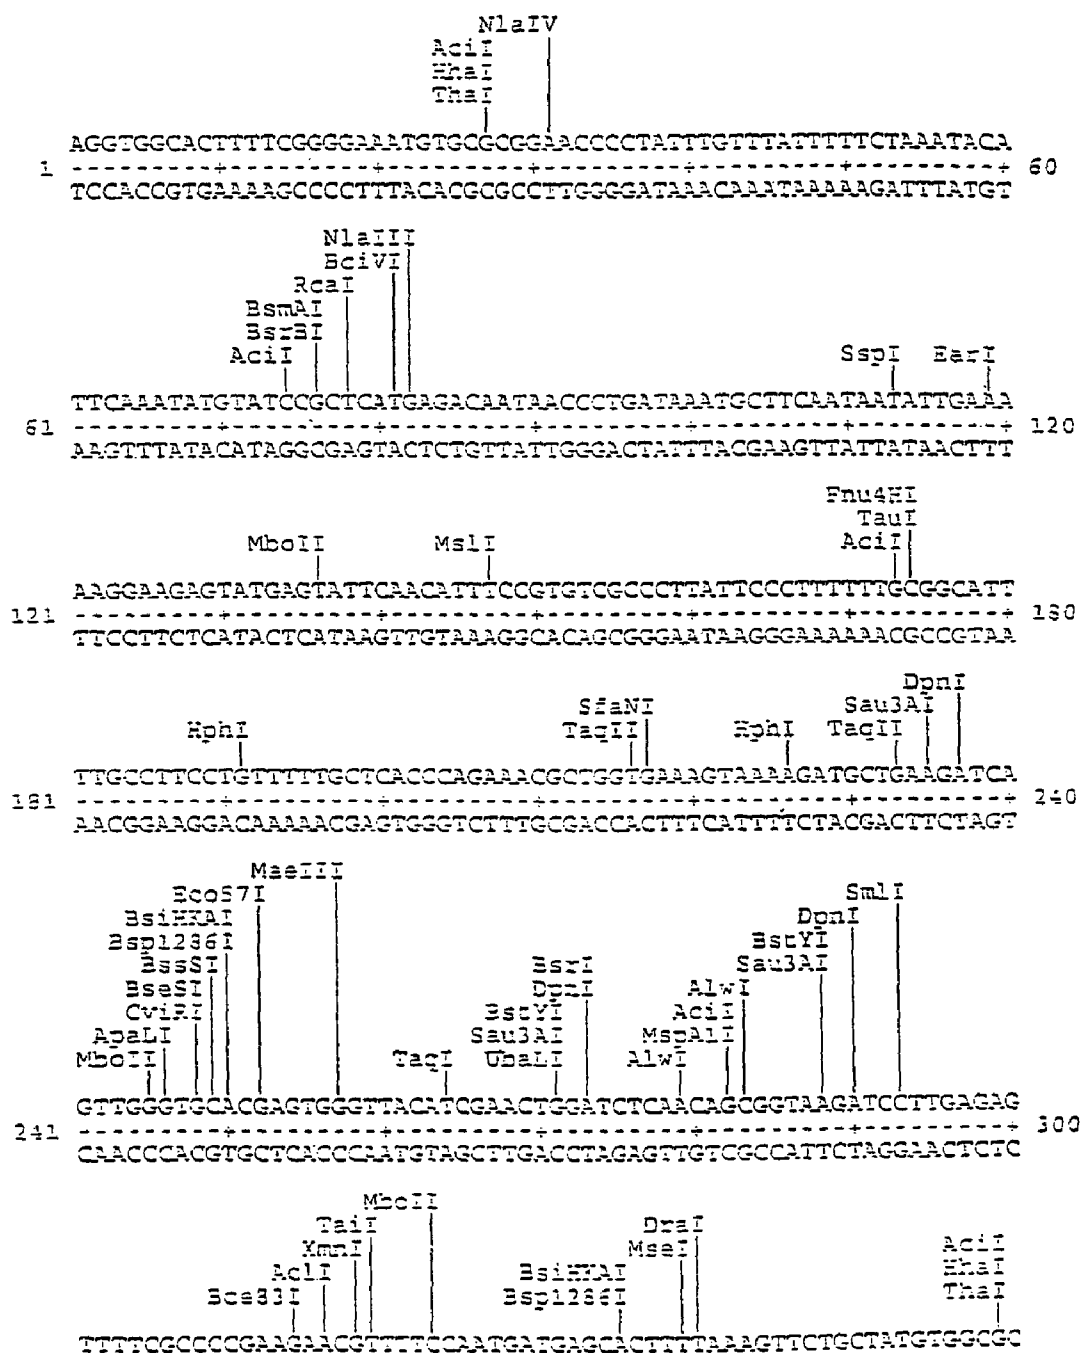 NlaIV
AciI
HhaI
ThaI
AGGTGGCACTTTTCGGGGAAATGTGCGCGGAACCCCTATTTGTTTATTTTTCTAAATACA
1 ---------+---------+---------+---------+---------+---------+ 60
TCCACCGTGAAAAGCCCCTTTACACGCGCCTTGGGGATAAACAAATAAAAAGATTTATGT
NlaIII
BciVI
RcaI
BsmAI
BsrBI
AciI SspI EarI
TTCAAATATGTATCCGCTCATGAGACAATAACCCTGATAAATGCTTCAATAATATTGAAA
61 ---------+---------+---------+---------+---------+---------+ 120
AAGTTTATACATAGGCGAGTACTCTGTTATTGGGACTATTTACGAAGTTATTATAACTTT
Fnu4HI
TauI
MboII MslI AciI
AAGGAAGAGTATGAGTATTCAACATTTCCGTGTCGCCCTTATTCCCTTTTTTGCGGCATT
121 ---------+---------+---------+---------+---------+---------+ 180
TTCCTTCTCATACTCATAAGTTGTAAAGGCACAGCGGGAATAAGGGAAAAAACGCCGTAA
DpnI
SfaNI Sau3AI
HphI TaqII HphI TaqII
TTGCCTTCCTGTTTTTGCTCACCCAGAAACGCTGGTGAAAGTAAAAGATGCTGAAGATCA
181 ---------+---------+---------+---------+---------+---------+ 240
AACGGAAGGACAAAAACGAGTGGGTCTTTGCGACCACTTTCATTTTCTACGACTTCTAGT
MaeIII
Eco57I SmlI
BsiHKAI DpnI
Bsp1286I BstYI
BssSI BsrI Sau3AI
BseSI DpnI AlwI
CviRI BstYI AciI
ApaLI Sau3AI MspA1I
MboII TaqI UbaLI AlwI
GTTGGGTGCACGAGTGGGTTACATCGAACTGGATCTCAACAGCGGTAAGATCCTTGAGAG
241 ---------+---------+---------+---------+---------+---------+ 300
CAACCCACGTGCTCACCCAATGTAGCTTGACCTAGAGTTGTCGCCATTCTAGGAACTCTC
MboII
TaiI DraI
XmnI MseI AciI
AclI BsiHKAI HhaI
Bce83I Bsp1286I ThaI
TTTTCGCCCCGAAGAACGTTTTCCAATGATGAGCACTTTTAAAGTTCTGCTATGTGGCGC